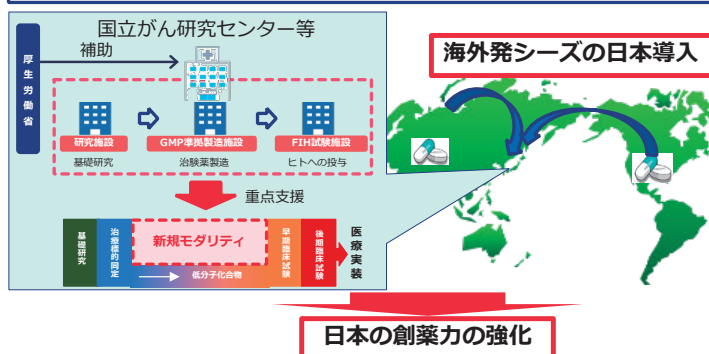 国立がん研究センター等
厚生労働省
補助
海外発シーズの日本導入
研究施設
GMP準拠製造施設
FIH試験施設
基礎研究
治験薬製造
ヒトへの投与
重点支援
基礎研究
治療標的同定
新規モダリティ
低分子化合物
早期臨床試験
後期臨床試験
医療実装
日本の創薬力の強化